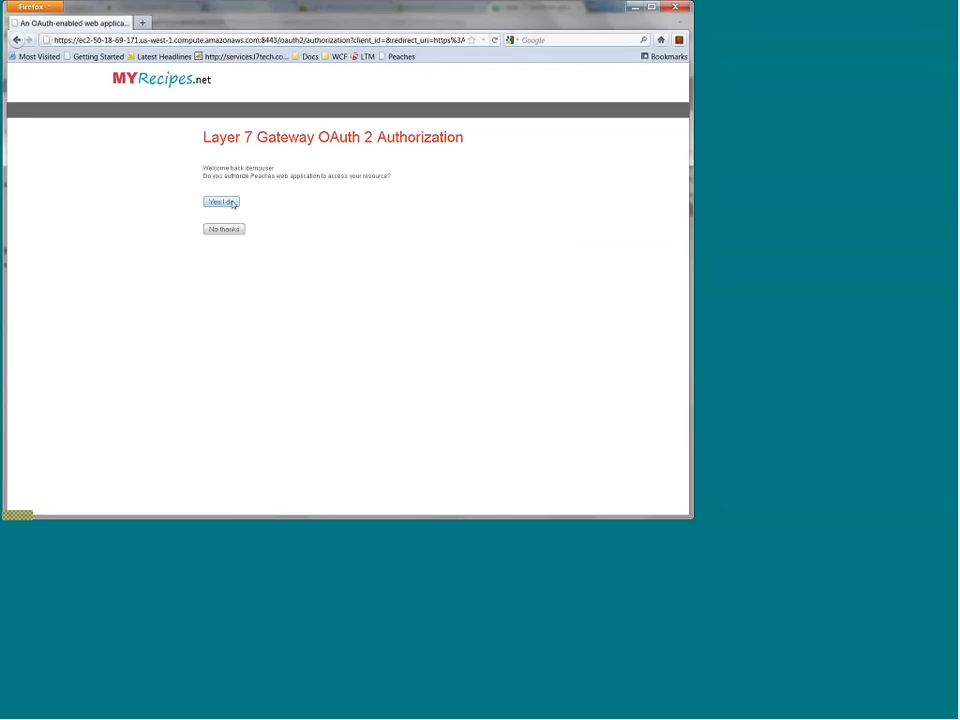 Firefox
An OAuth-enabled web applica...
https://ec2-50-18-69-171.us-west-1.compute.amazonaws.com:8443/oauth2/authorization?client_id=&redirect_uri=https%3A
Google
Most Visited Getting Started Latest Headlines http://services.l7tech.co... Docs WCF LTM Peaches Bookmarks
MYRecipes.net
Layer 7 Gateway OAuth 2 Authorization
Welcome back demouser
Do you authorize Peaches web application to access your resource?
Yes I do
No thanks